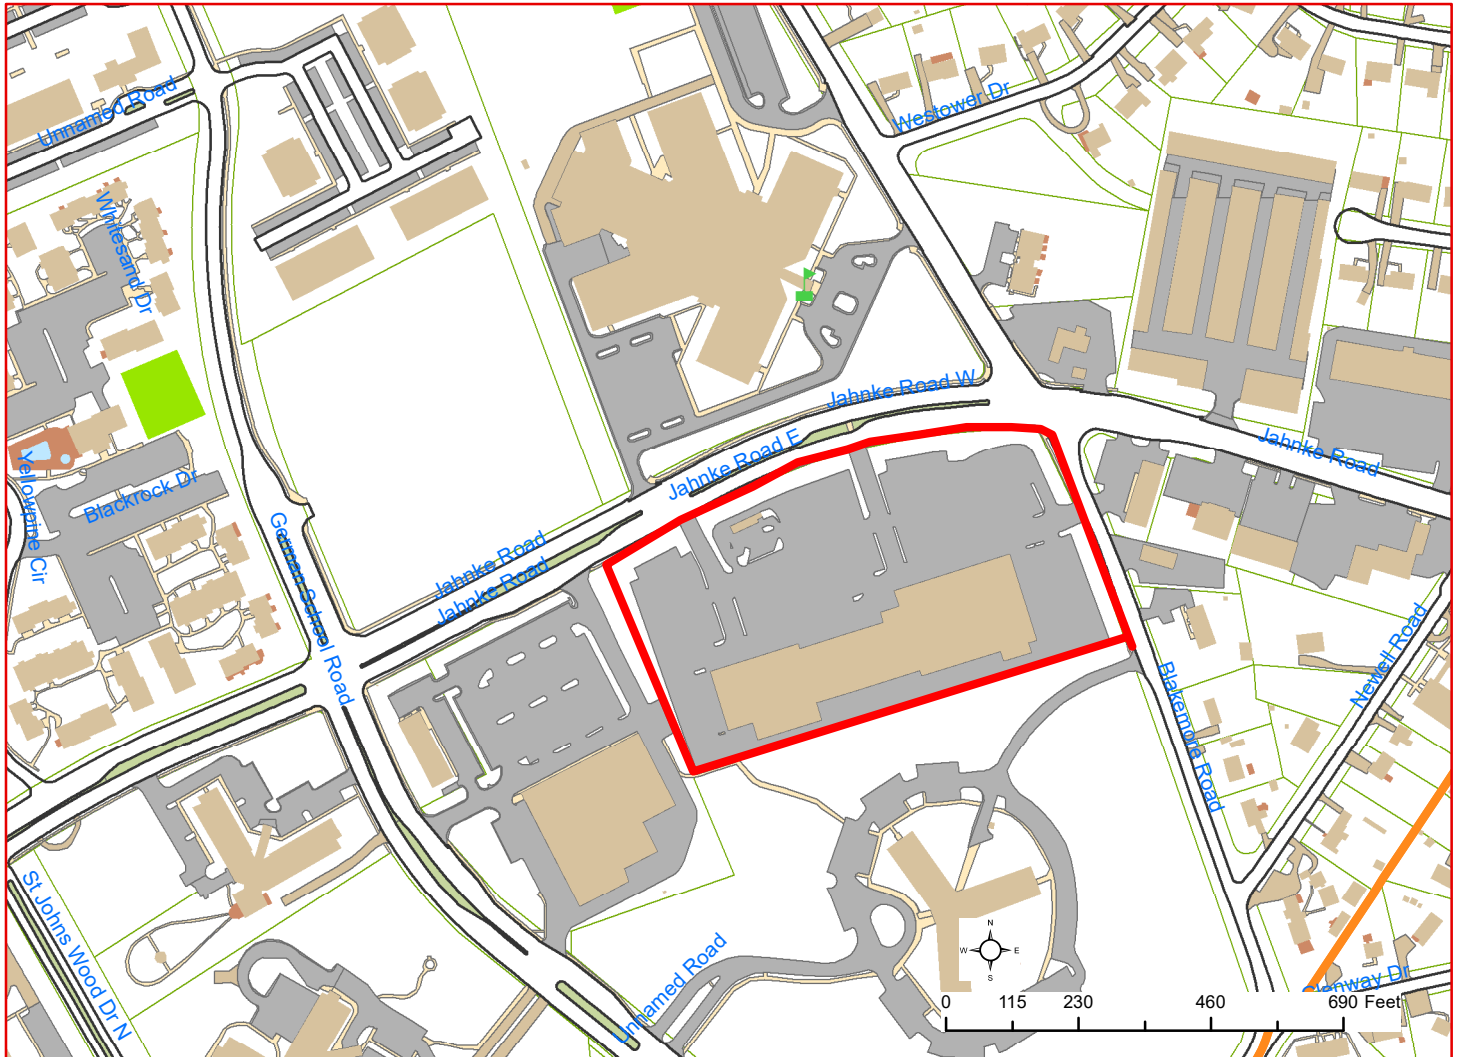 Unnamed Road
Westower Dr
Whitesand Dr
Jahnke Road W
Jahnke Road E
Jahnke Road
Yellowpine Cir
Blackrock Dr
German School Road
Jahnke Road
Jahnke Road
Newell Road
Blakemore Road
St Johns Wood Dr N
Unnamed Road
Glenway Dr
N
W E
S
0 115 230 460 690 Feet